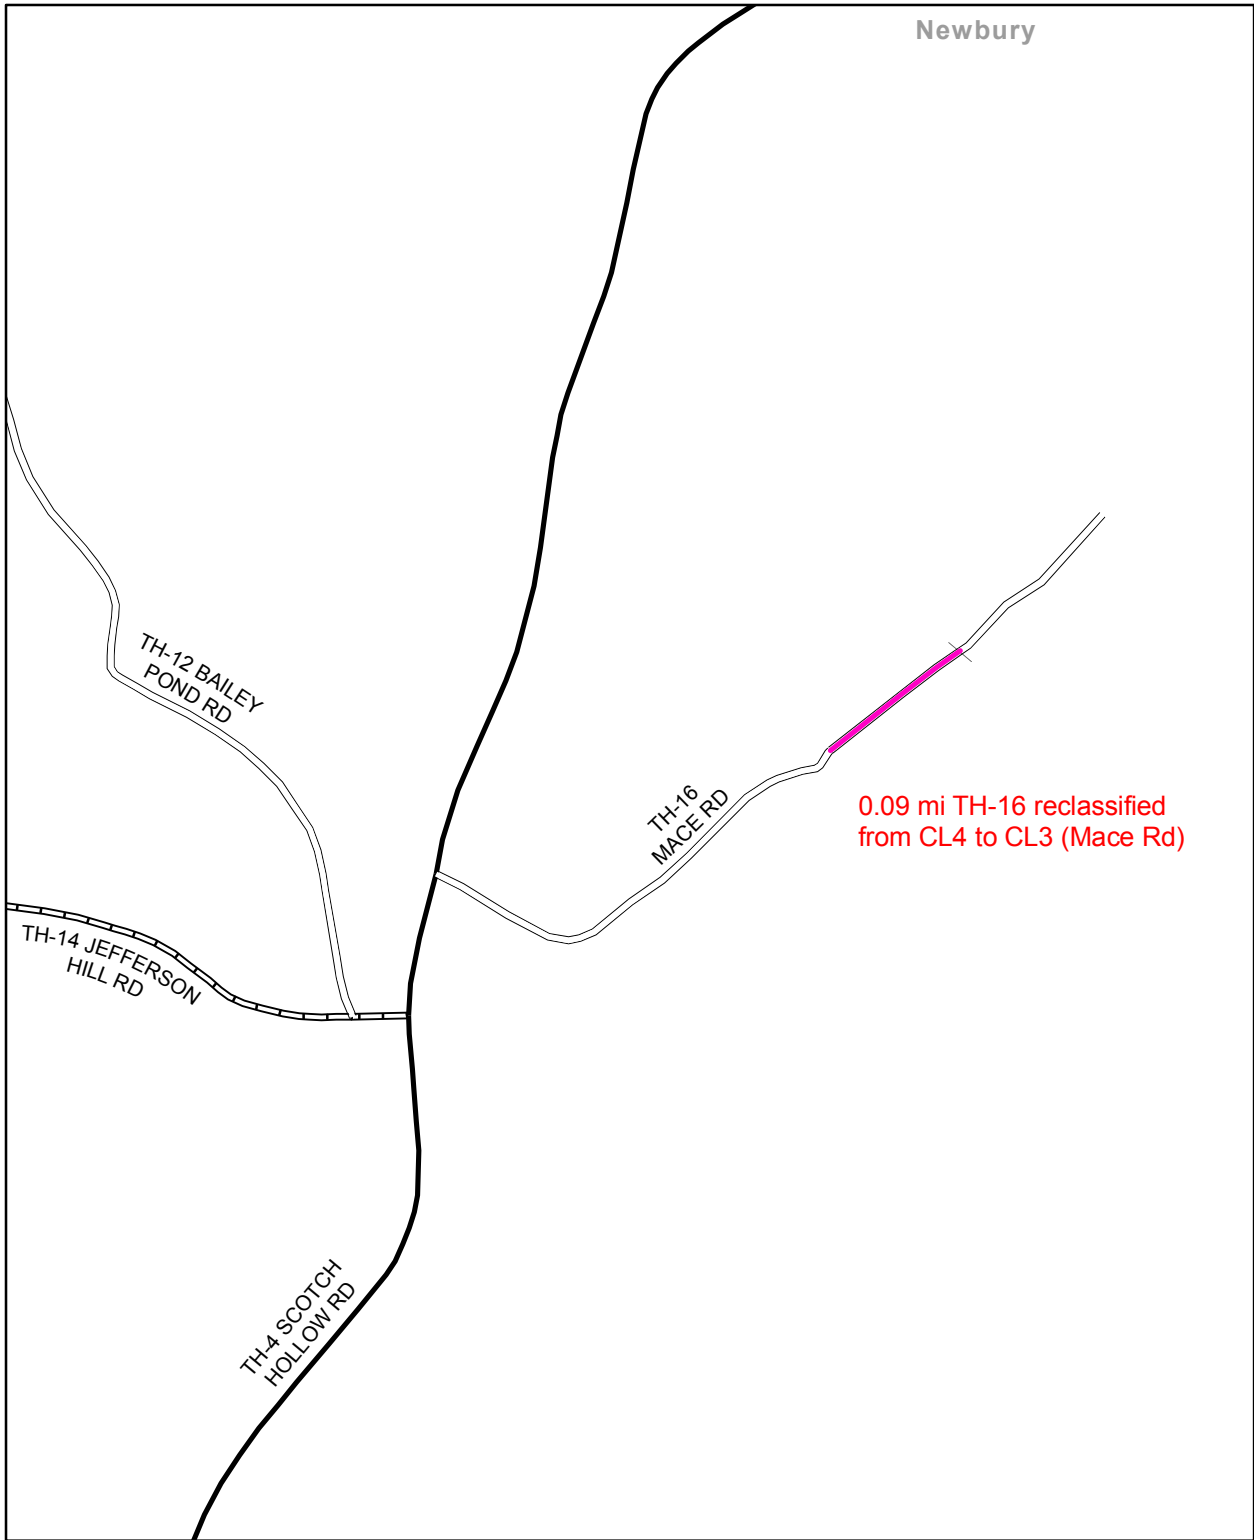 Newbury
TH-12 BAILEY
POND RD
TH-16
MACE RD
0.09 mi TH-16 reclassified
from CL4 to CL3 (Mace Rd)
TH-14 JEFFERSON
HILL RD
TH-4 SCOTCH
HOLLOW RD